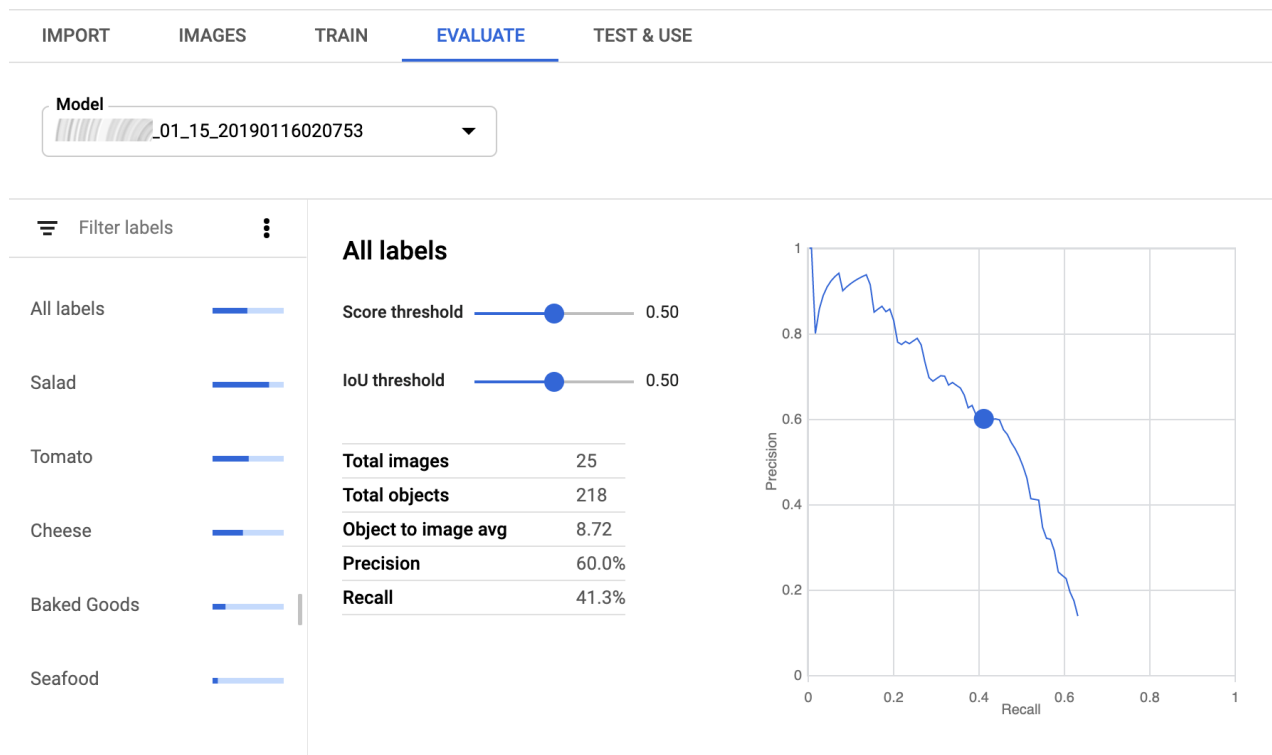 IMPORT IMAGES TRAIN EVALUATE TEST & USE
Model
_01_15_20190116020753
Filter labels
All labels
Salad
Tomato
Cheese
Baked Goods
Seafood
All labels
Score threshold 0.50
IoU threshold 0.50
Total images 25
Total objects 218
Object to image avg 8.72
Precision 60.0%
Recall 41.3%
Precision
1
0.8
0.6
0.4
0.2
0
0 0.2 0.4 0.6 0.8 1
Recall